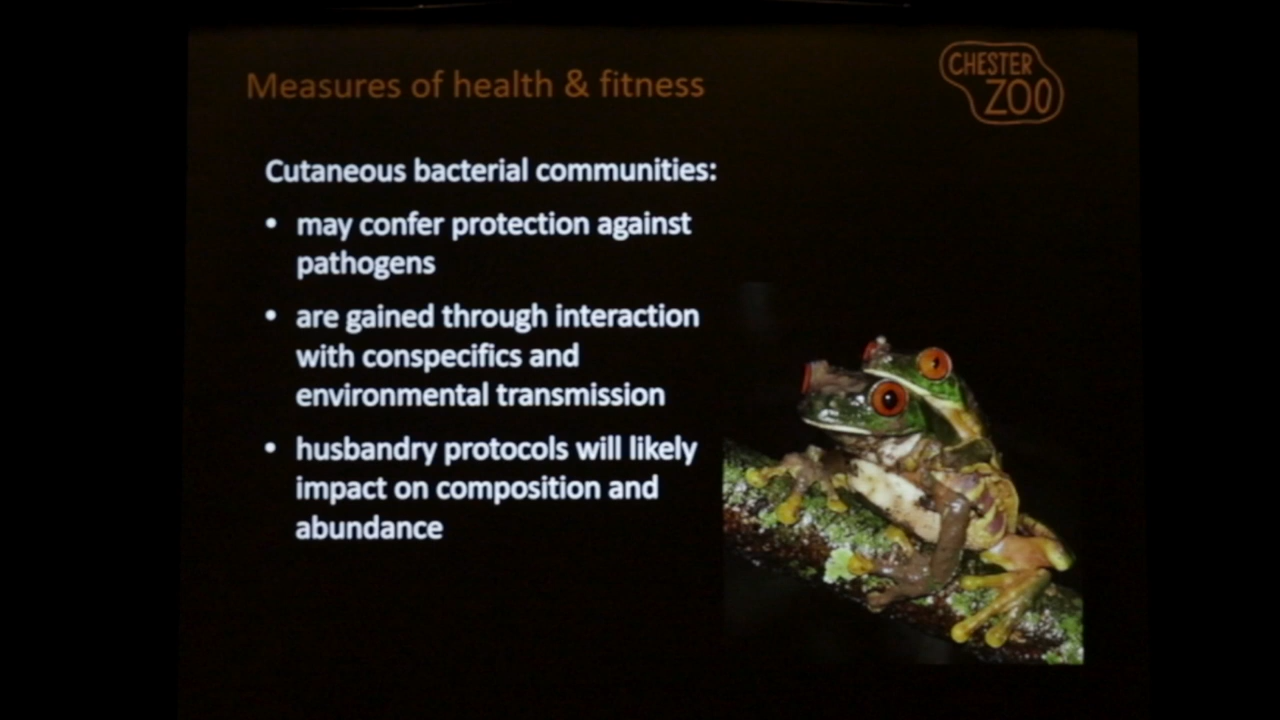 Measures of health & fitness
CHESTER
ZOO
Cutaneous bacterial communities:
• may confer protection against
pathogens
• are gained through interaction
with conspecifics and
environmental transmission
• husbandry protocols will likely
impact on composition and
abundance